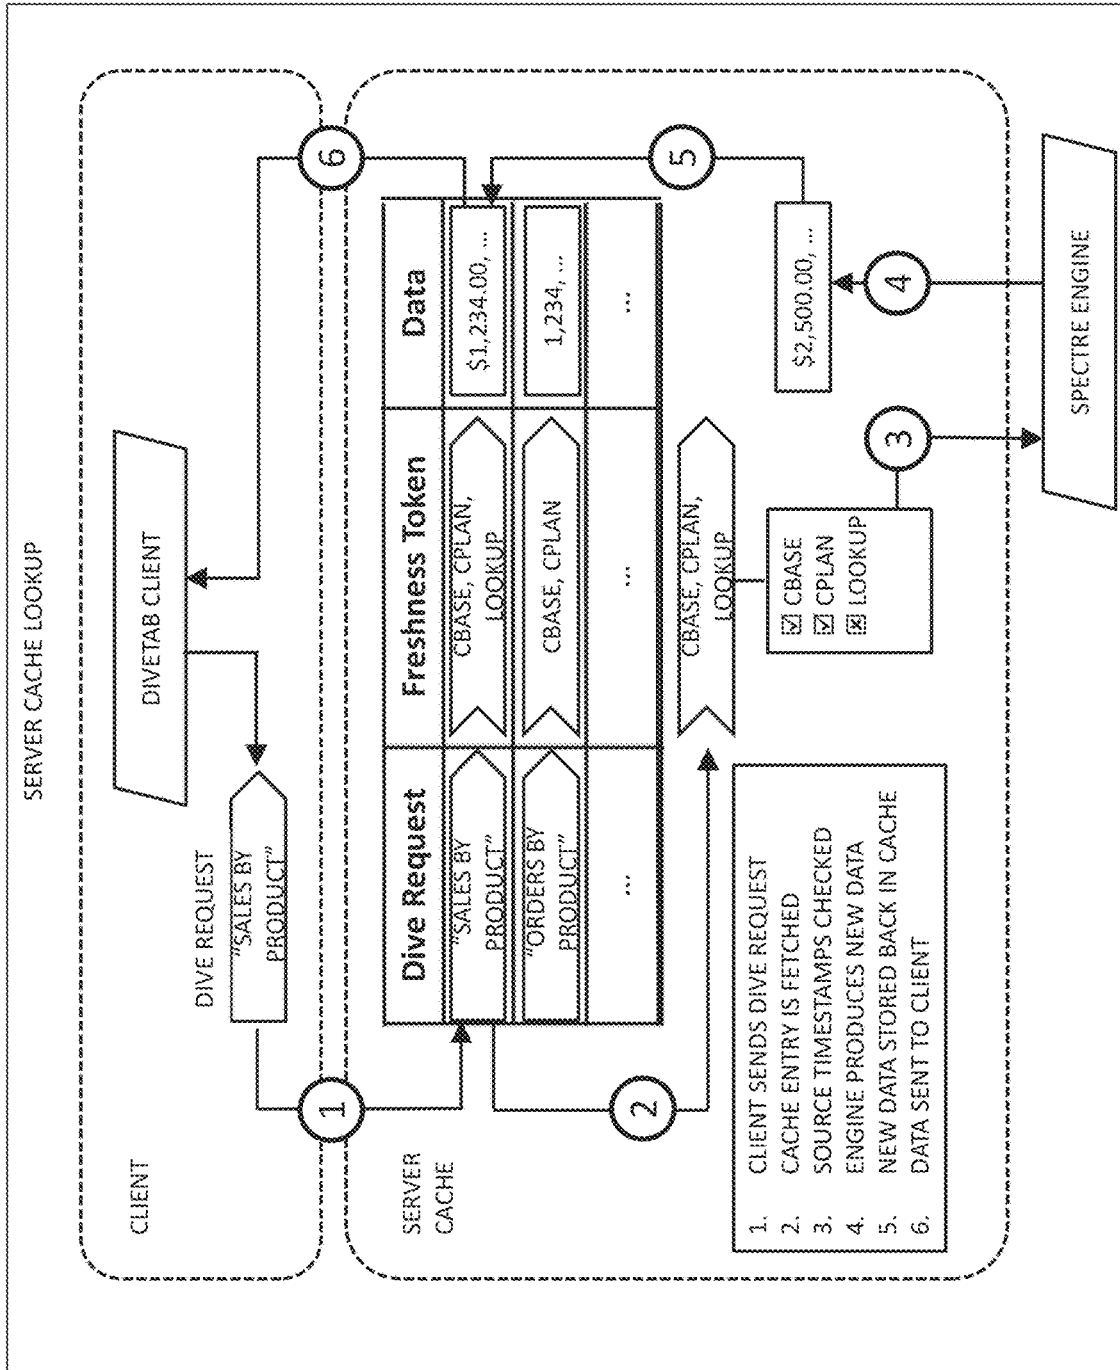 SERVER CACHE LOOKUP
CLIENT
DIVETAB CLIENT
DIVE REQUEST
"SALES BY
PRODUCT"
1
6
SERVER
CACHE
Dive Request
Freshness Token
Data
"SALES BY
PRODUCT"
CBASE, CPLAN,
LOOKUP
$1,234.00, ...
"ORDERS BY
PRODUCT"
CBASE, CPLAN
1,234, ...
...
...
...
2
5
CBASE, CPLAN,
LOOKUP
☑ CBASE
☑ CPLAN
☒ LOOKUP
$2,500.00, ...
3
4
1. CLIENT SENDS DIVE REQUEST
2. CACHE ENTRY IS FETCHED
3. SOURCE TIMESTAMPS CHECKED
4. ENGINE PRODUCES NEW DATA
5. NEW DATA STORED BACK IN CACHE
6. DATA SENT TO CLIENT
SPECTRE ENGINE